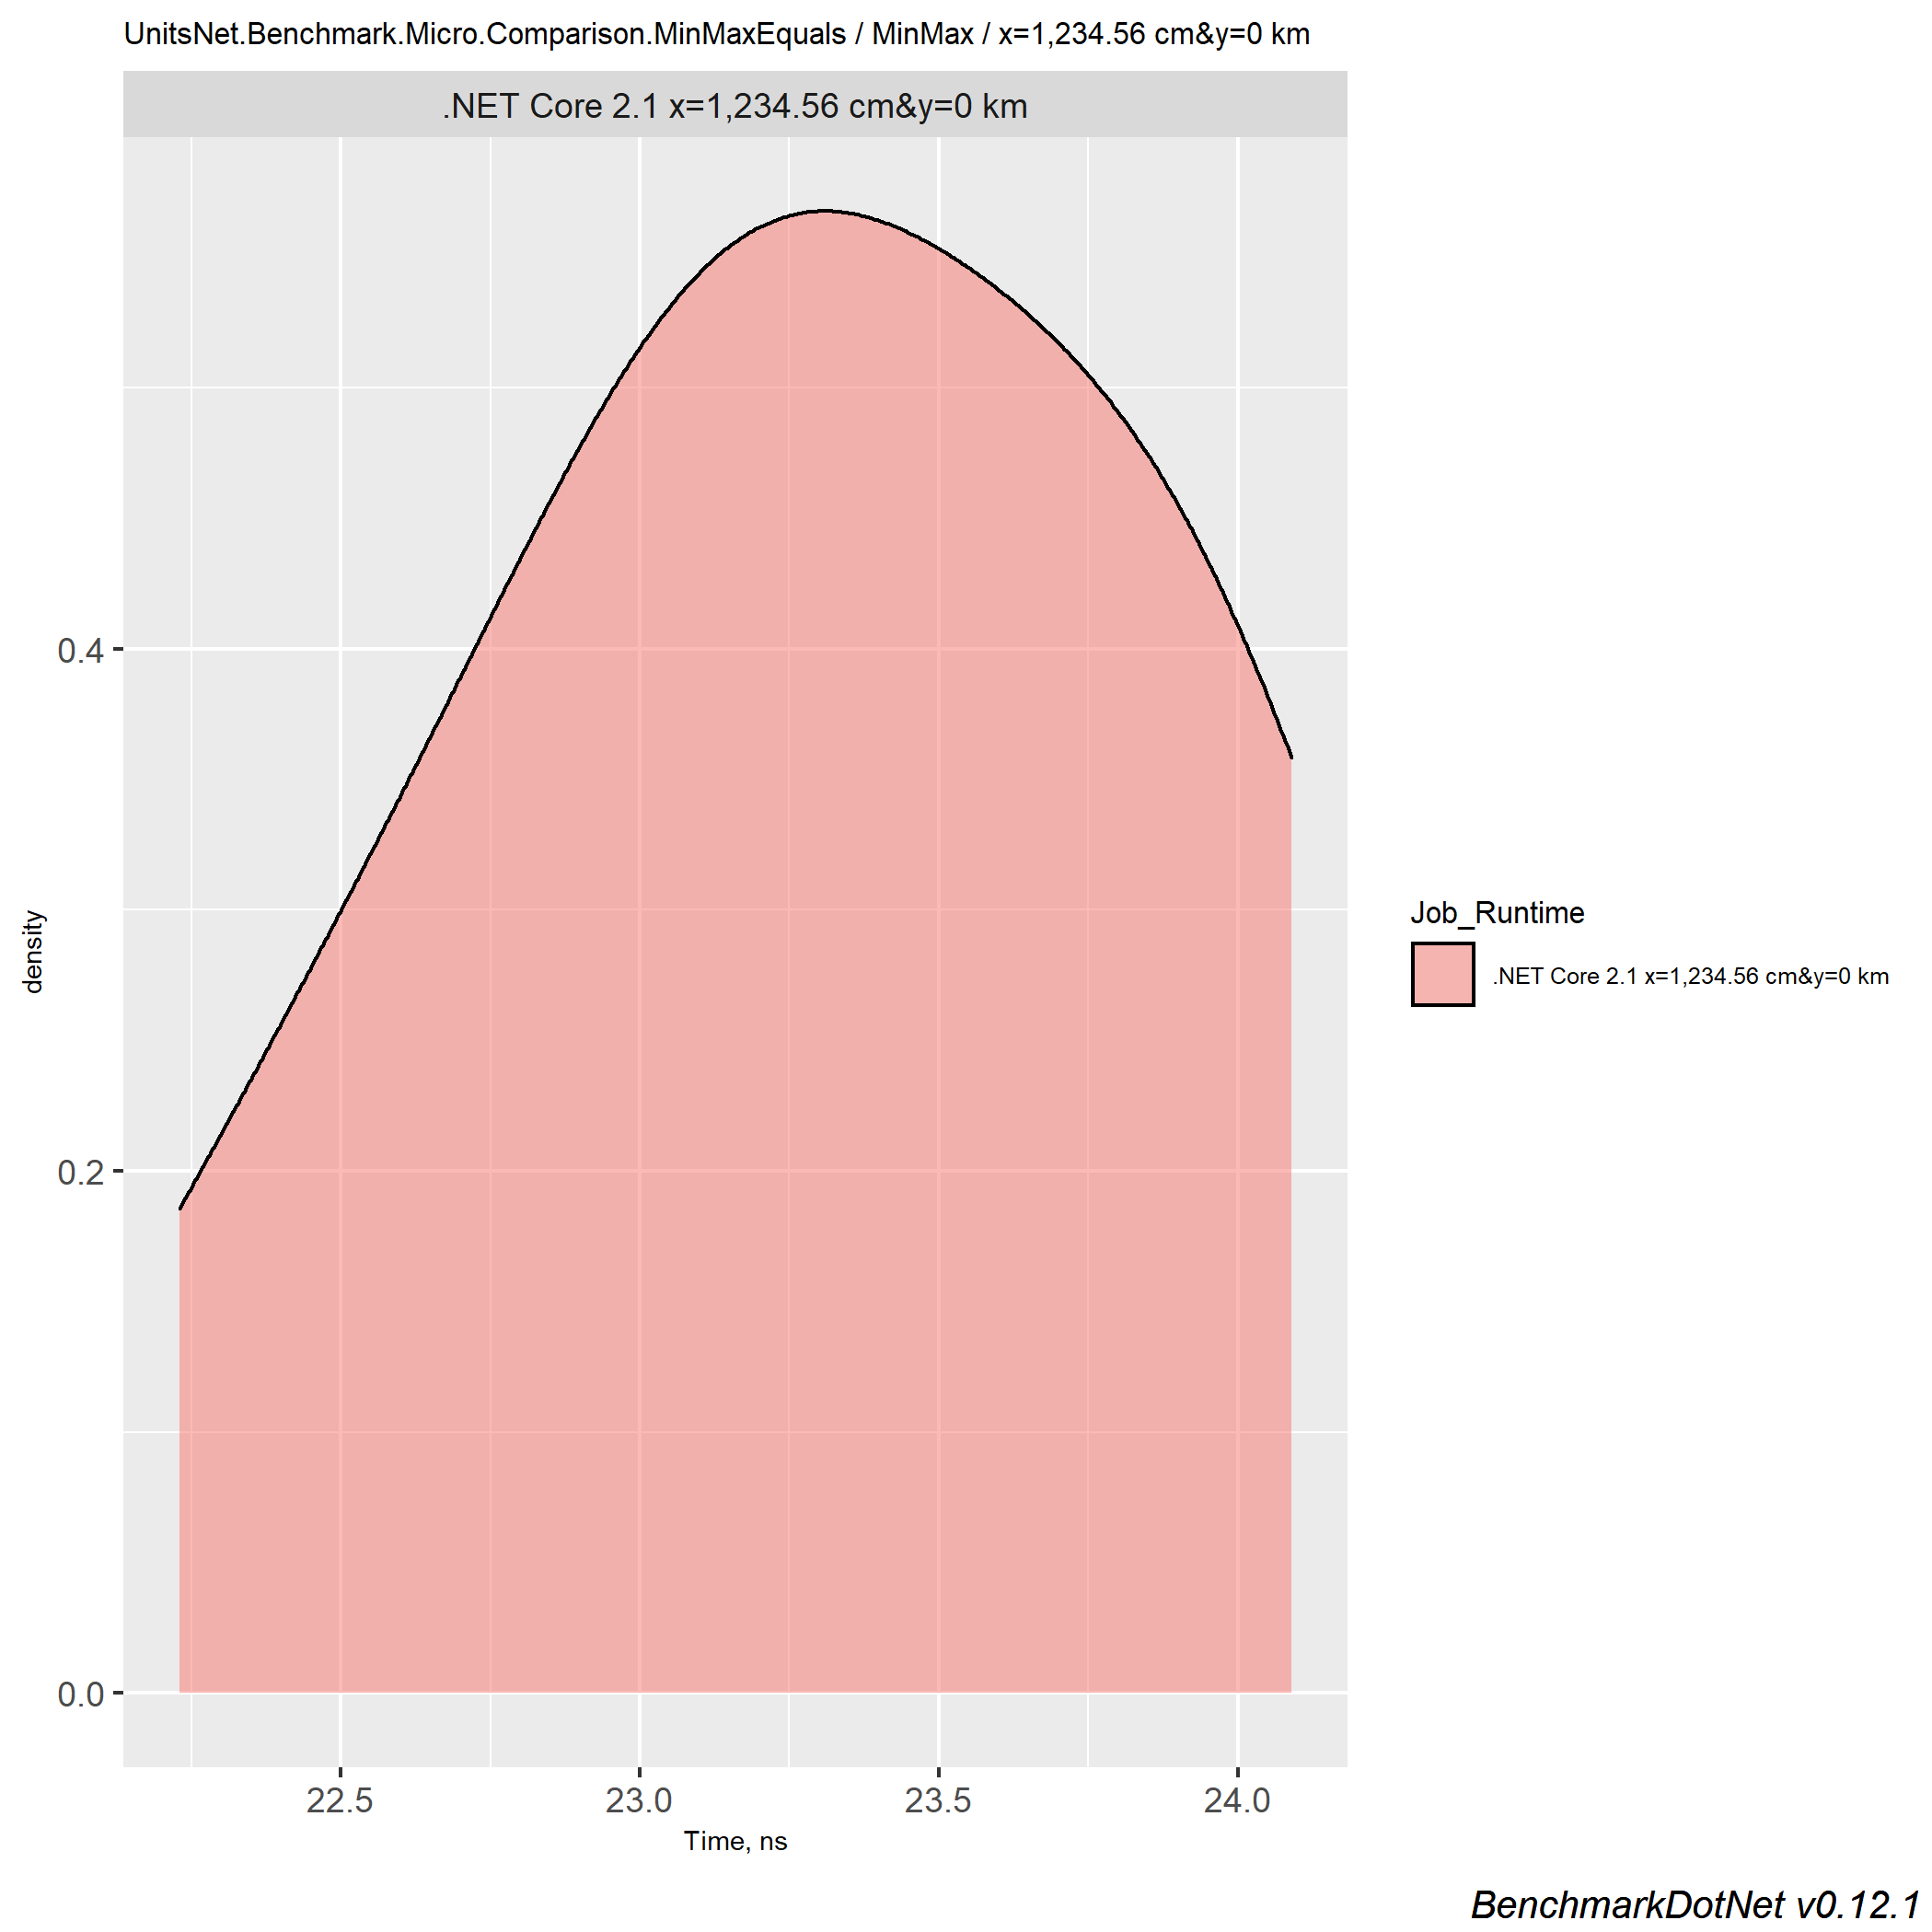 UnitsNet.Benchmark.Micro.Comparison.MinMaxEquals / MinMax / x=1,234.56 cm&y=0 km
.NET Core 2.1 x=1,234.56 cm&y=0 km
0.4
0.2
0.0
density
22.5 23.0 23.5 24.0
Time, ns
Job_Runtime
.NET Core 2.1 x=1,234.56 cm&y=0 km
BenchmarkDotNet v0.12.1